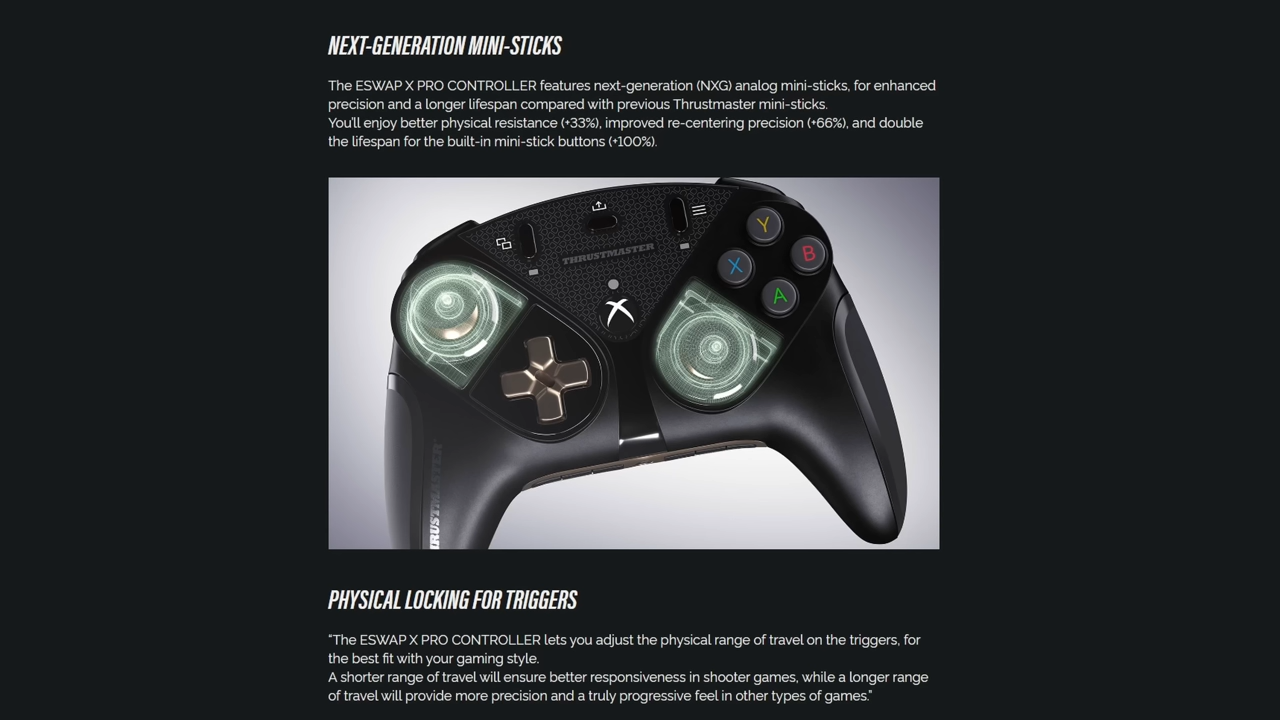 NEXT-GENERATION MINI-STICKS
The ESWAP X PRO CONTROLLER features next-generation (NXG) analog mini-sticks, for enhanced
precision and a longer lifespan compared with previous Thrustmaster mini-sticks.
You'll enjoy better physical resistance (+33%), improved re-centering precision (+66%), and double
the lifespan for the built-in mini-stick buttons (+100%).
THRUSTMASTER
Y
B
X
A
RUSTMASTER
PHYSICAL LOCKING FOR TRIGGERS
“The ESWAP X PRO CONTROLLER lets you adjust the physical range of travel on the triggers, for
the best fit with your gaming style.
A shorter range of travel will ensure better responsiveness in shooter games, while a longer range
of travel will provide more precision and a truly progressive feel in other types of games.”